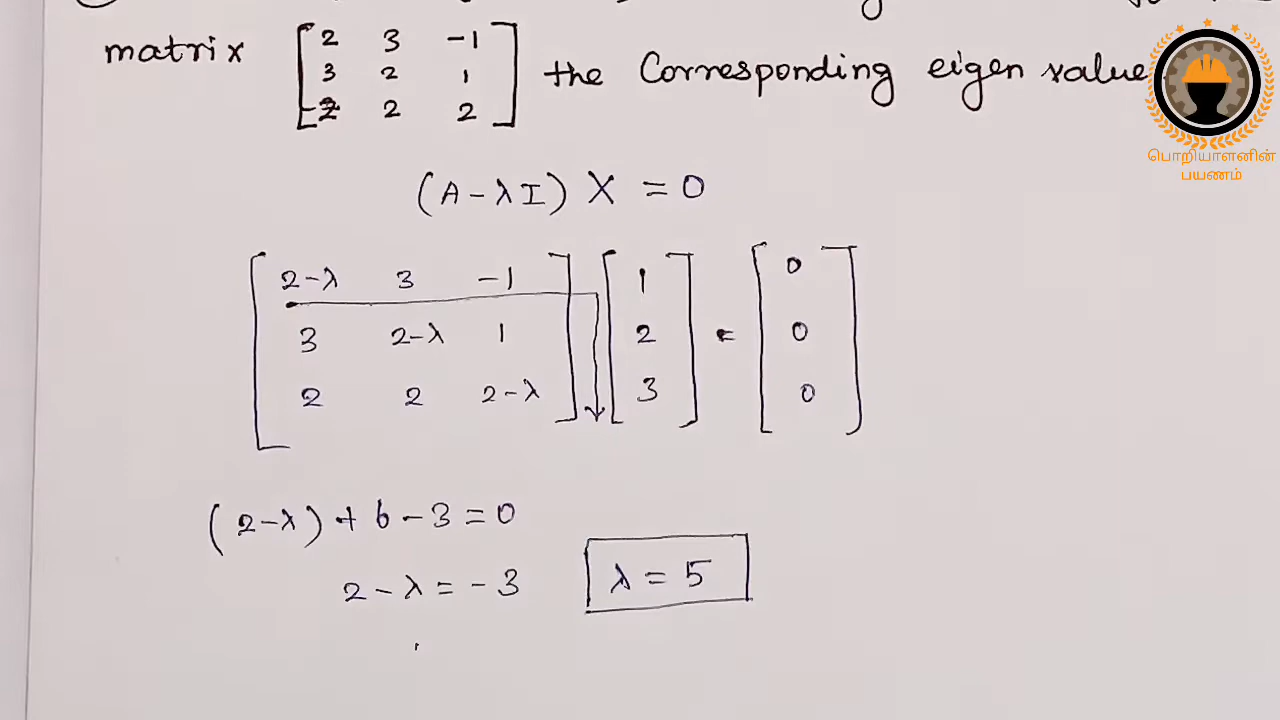 matrix [2 3 -1
3 2 1
2 2 2] the Corresponding eigen value
பொறியாளனின்
பயணம்
(A-λI) X = 0
[2-λ 3 -1
3 2-λ 1
2 2 2-λ] [1
2
3] = [0
0
0]
(2-λ) + 6 - 3 = 0
2 - λ = - 3
λ = 5